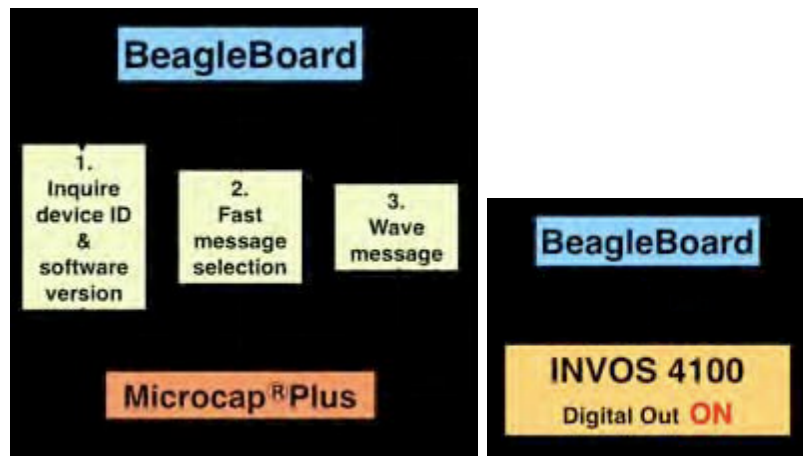 BeagleBoard
1.
Inquire
device ID
&
software
version
2.
Fast
message
selection
3.
Wave
message
Microcap®Plus
BeagleBoard
INVOS 4100
Digital Out ON